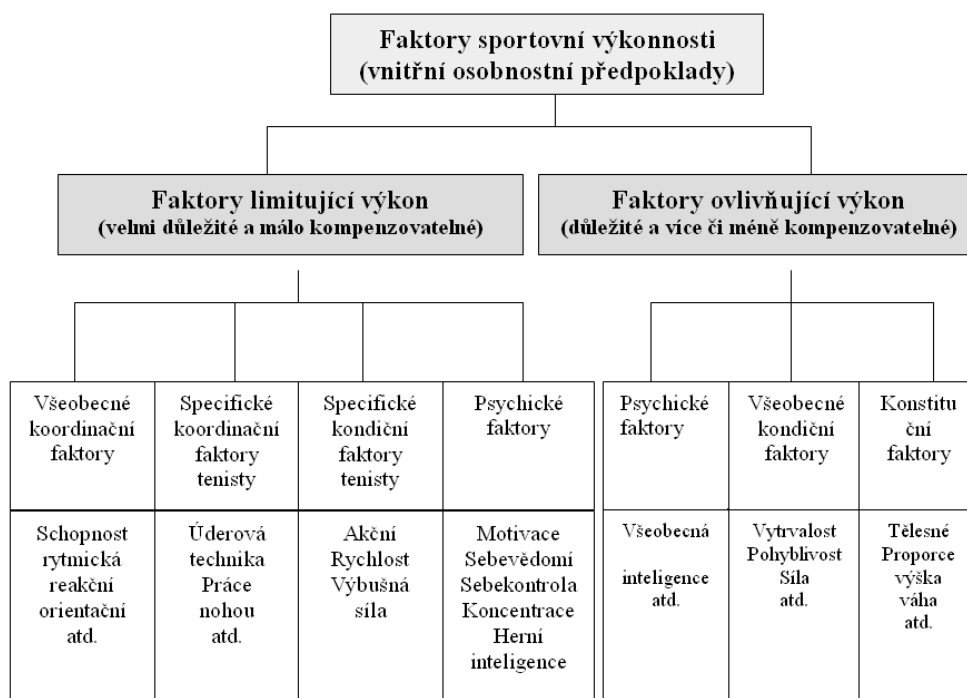 Faktory sportovní výkonnosti
(vnitřní osobnostní předpoklady)
Faktory limitující výkon
(velmi důležité a málo kompenzovatelné)
Faktory ovlivňující výkon
(důležité a více či méně kompenzovatelné)
Všeobecné
koordinační
faktory
Specifické
koordinační
faktory
tenisty
Specifické
kondiční
faktory
tenisty
Psychické
faktory
Psychické
faktory
Všeobecné
kondiční
faktory
Konstitu
ční
faktory
Schopnost
rytmická
reakční
orientační
atd.
Úderová
technika
Práce
nohou
atd.
Akční
Rychlost
Výbušná
síla
Motivace
Sebevědomí
Sebekontrola
Koncentrace
Herní
inteligence
Všeobecná
inteligence
atd.
Vytrvalost
Pohyblivost
Síla
atd.
Tělesné
Proporce
výška
váha
atd.